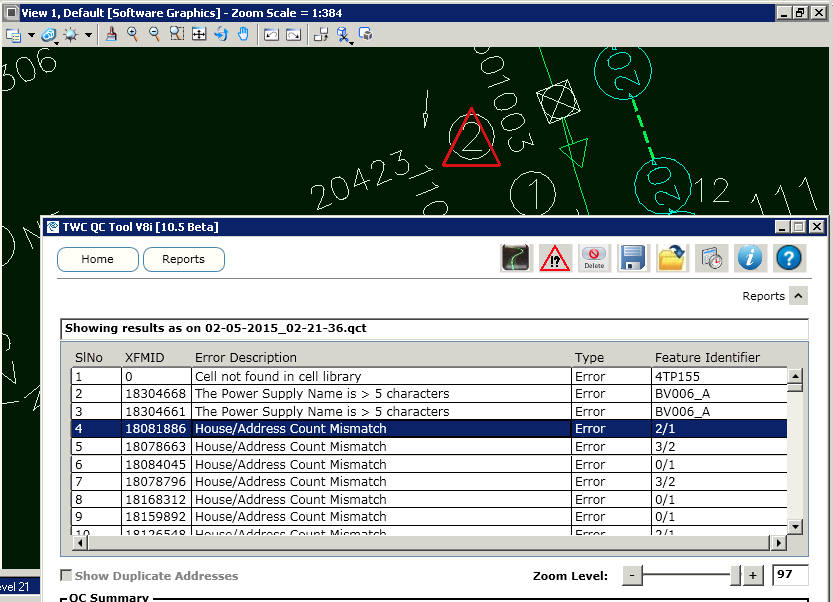 View 1, Default [Software Graphics] - Zoom Scale = 1:384
306
001003
20
2
20423
1
20
12
111
TWC QC Tool V8i [10.5 Beta]
Home Reports
!?
Delete
i
?
Reports
Showing results as on 02-05-2015_02-21-36.qct
SlNo XFMID Error Description Type Feature Identifier
1 0 Cell not found in cell library Error 4TP155
2 18304668 The Power Supply Name is > 5 characters Error BV006_A
3 18304661 The Power Supply Name is > 5 characters Error BV006_A
4 18081886 House/Address Count Mismatch Error 2/1
5 18078663 House/Address Count Mismatch Error 3/2
6 18084045 House/Address Count Mismatch Error 0/1
7 18078796 House/Address Count Mismatch Error 3/2
8 18168312 House/Address Count Mismatch Error 0/1
9 18159892 House/Address Count Mismatch Error 0/1
10 18126548 House/Address Count Mismatch Error 2/1
Show Duplicate Addresses Zoom Level: - + 97
evel 21
QC Summary